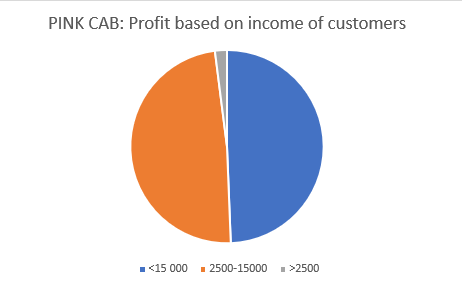 PINK CAB: Profit based on income of customers
<15 000 2500-15000 >2500